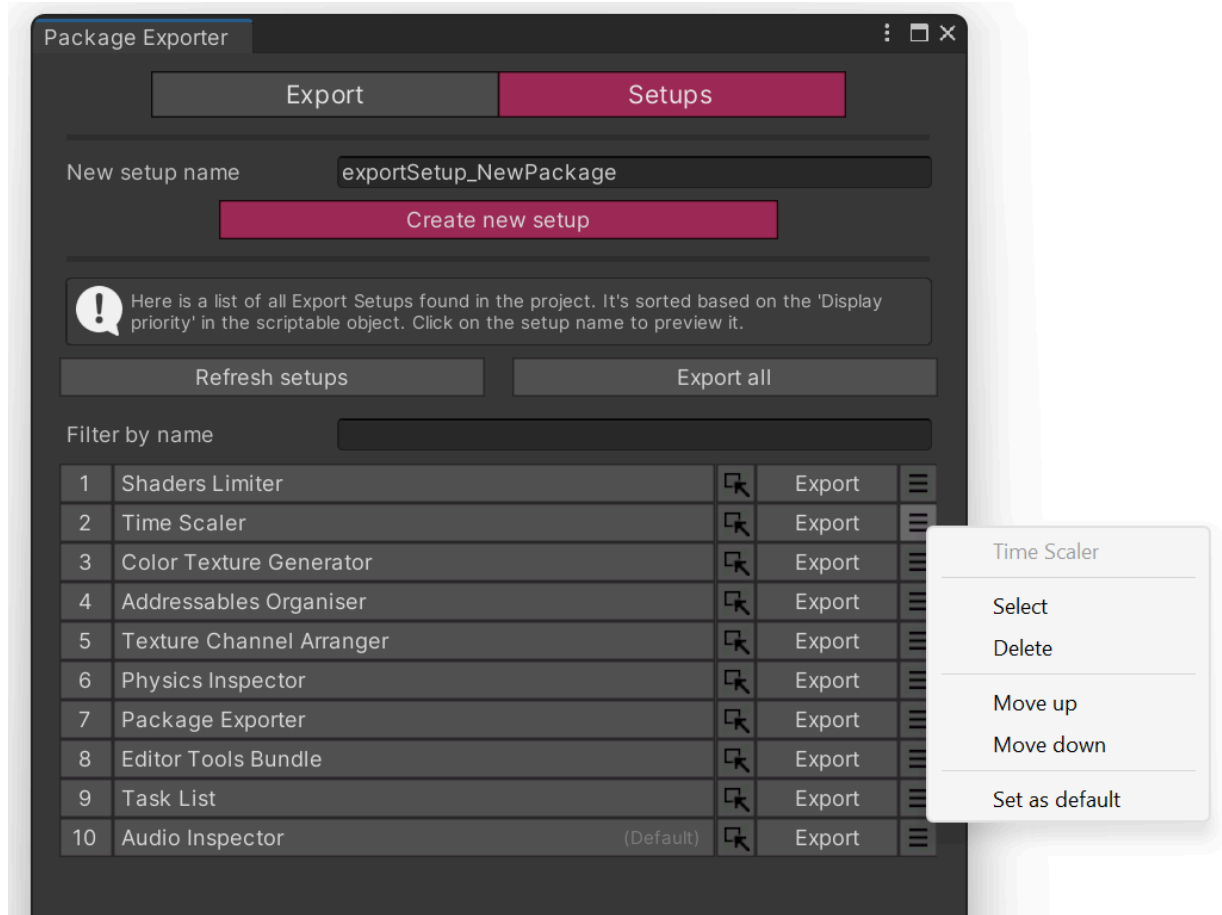 Package Exporter
Export
Setups
New setup name
exportSetup_NewPackage
Create new setup
Here is a list of all Export Setups found in the project. It's sorted based on the 'Display
priority' in the scriptable object. Click on the setup name to preview it.
Refresh setups
Export all
Filter by name
1 Shaders Limiter Export
2 Time Scaler Export
3 Color Texture Generator Export
4 Addressables Organiser Export
5 Texture Channel Arranger Export
6 Physics Inspector Export
7 Package Exporter Export
8 Editor Tools Bundle Export
9 Task List Export
10 Audio Inspector (Default) Export
Time Scaler
Select
Delete
Move up
Move down
Set as default